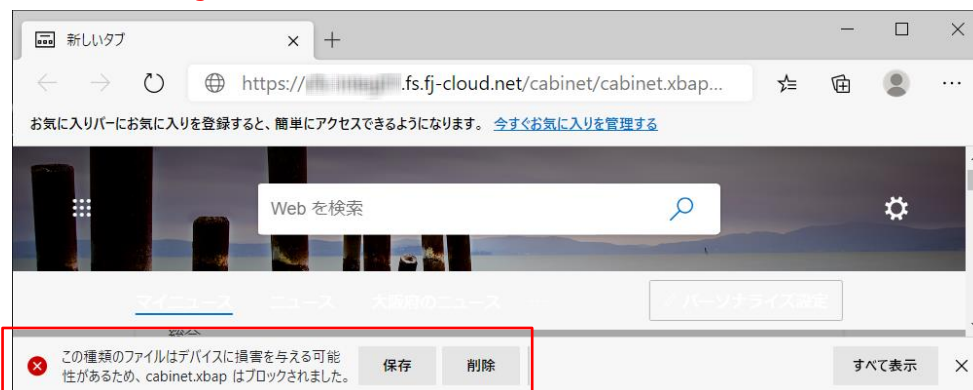 新しいタブ
https:// .fs.fj-cloud.net/cabinet/cabinet.xbap...
お気に入りバーにお気に入りを登録すると、簡単にアクセスできるようになります。 今すぐお気に入りを管理する
Web を検索
マイニュース ニュース 大阪府のニュース パーソナライズ設定
この種類のファイルはデバイスに損害を与える可能
性があるため、cabinet.xbap はブロックされました。
保存 削除 すべて表示